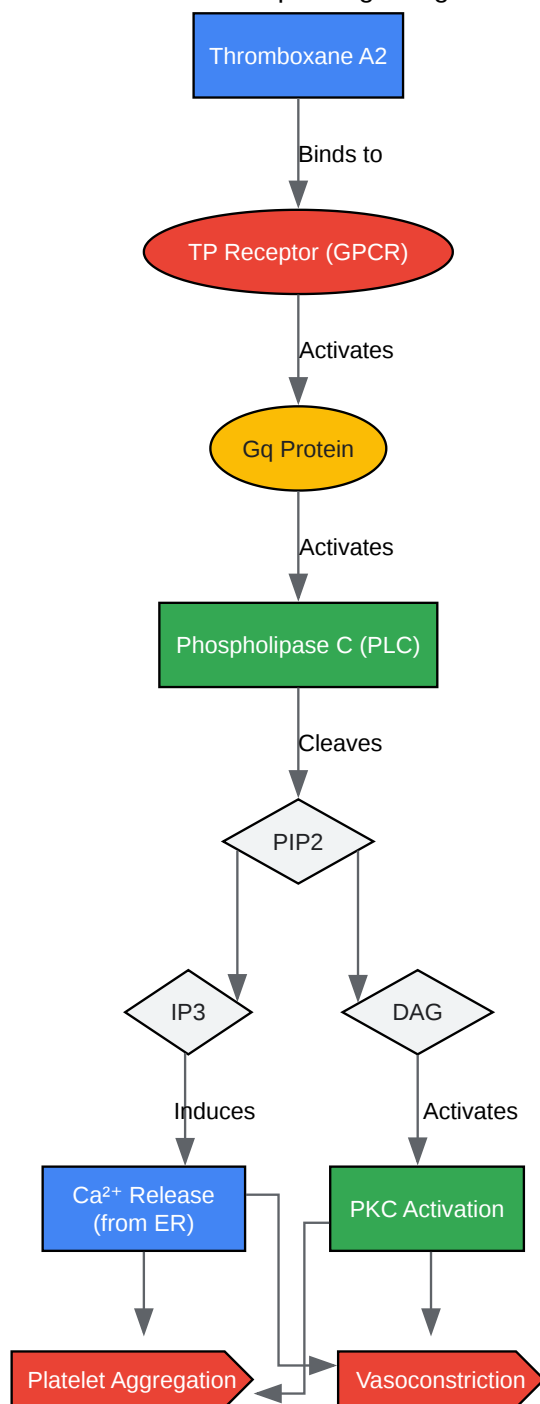 Thromboxane A2
Binds to
TP Receptor (GPCR)
Activates
Gq Protein
Activates
Phospholipase C (PLC)
Cleaves
PIP2
IP3
DAG
Induces
Activates
Ca²⁺ Release
(from ER)
PKC Activation
Platelet Aggregation
Vasoconstriction